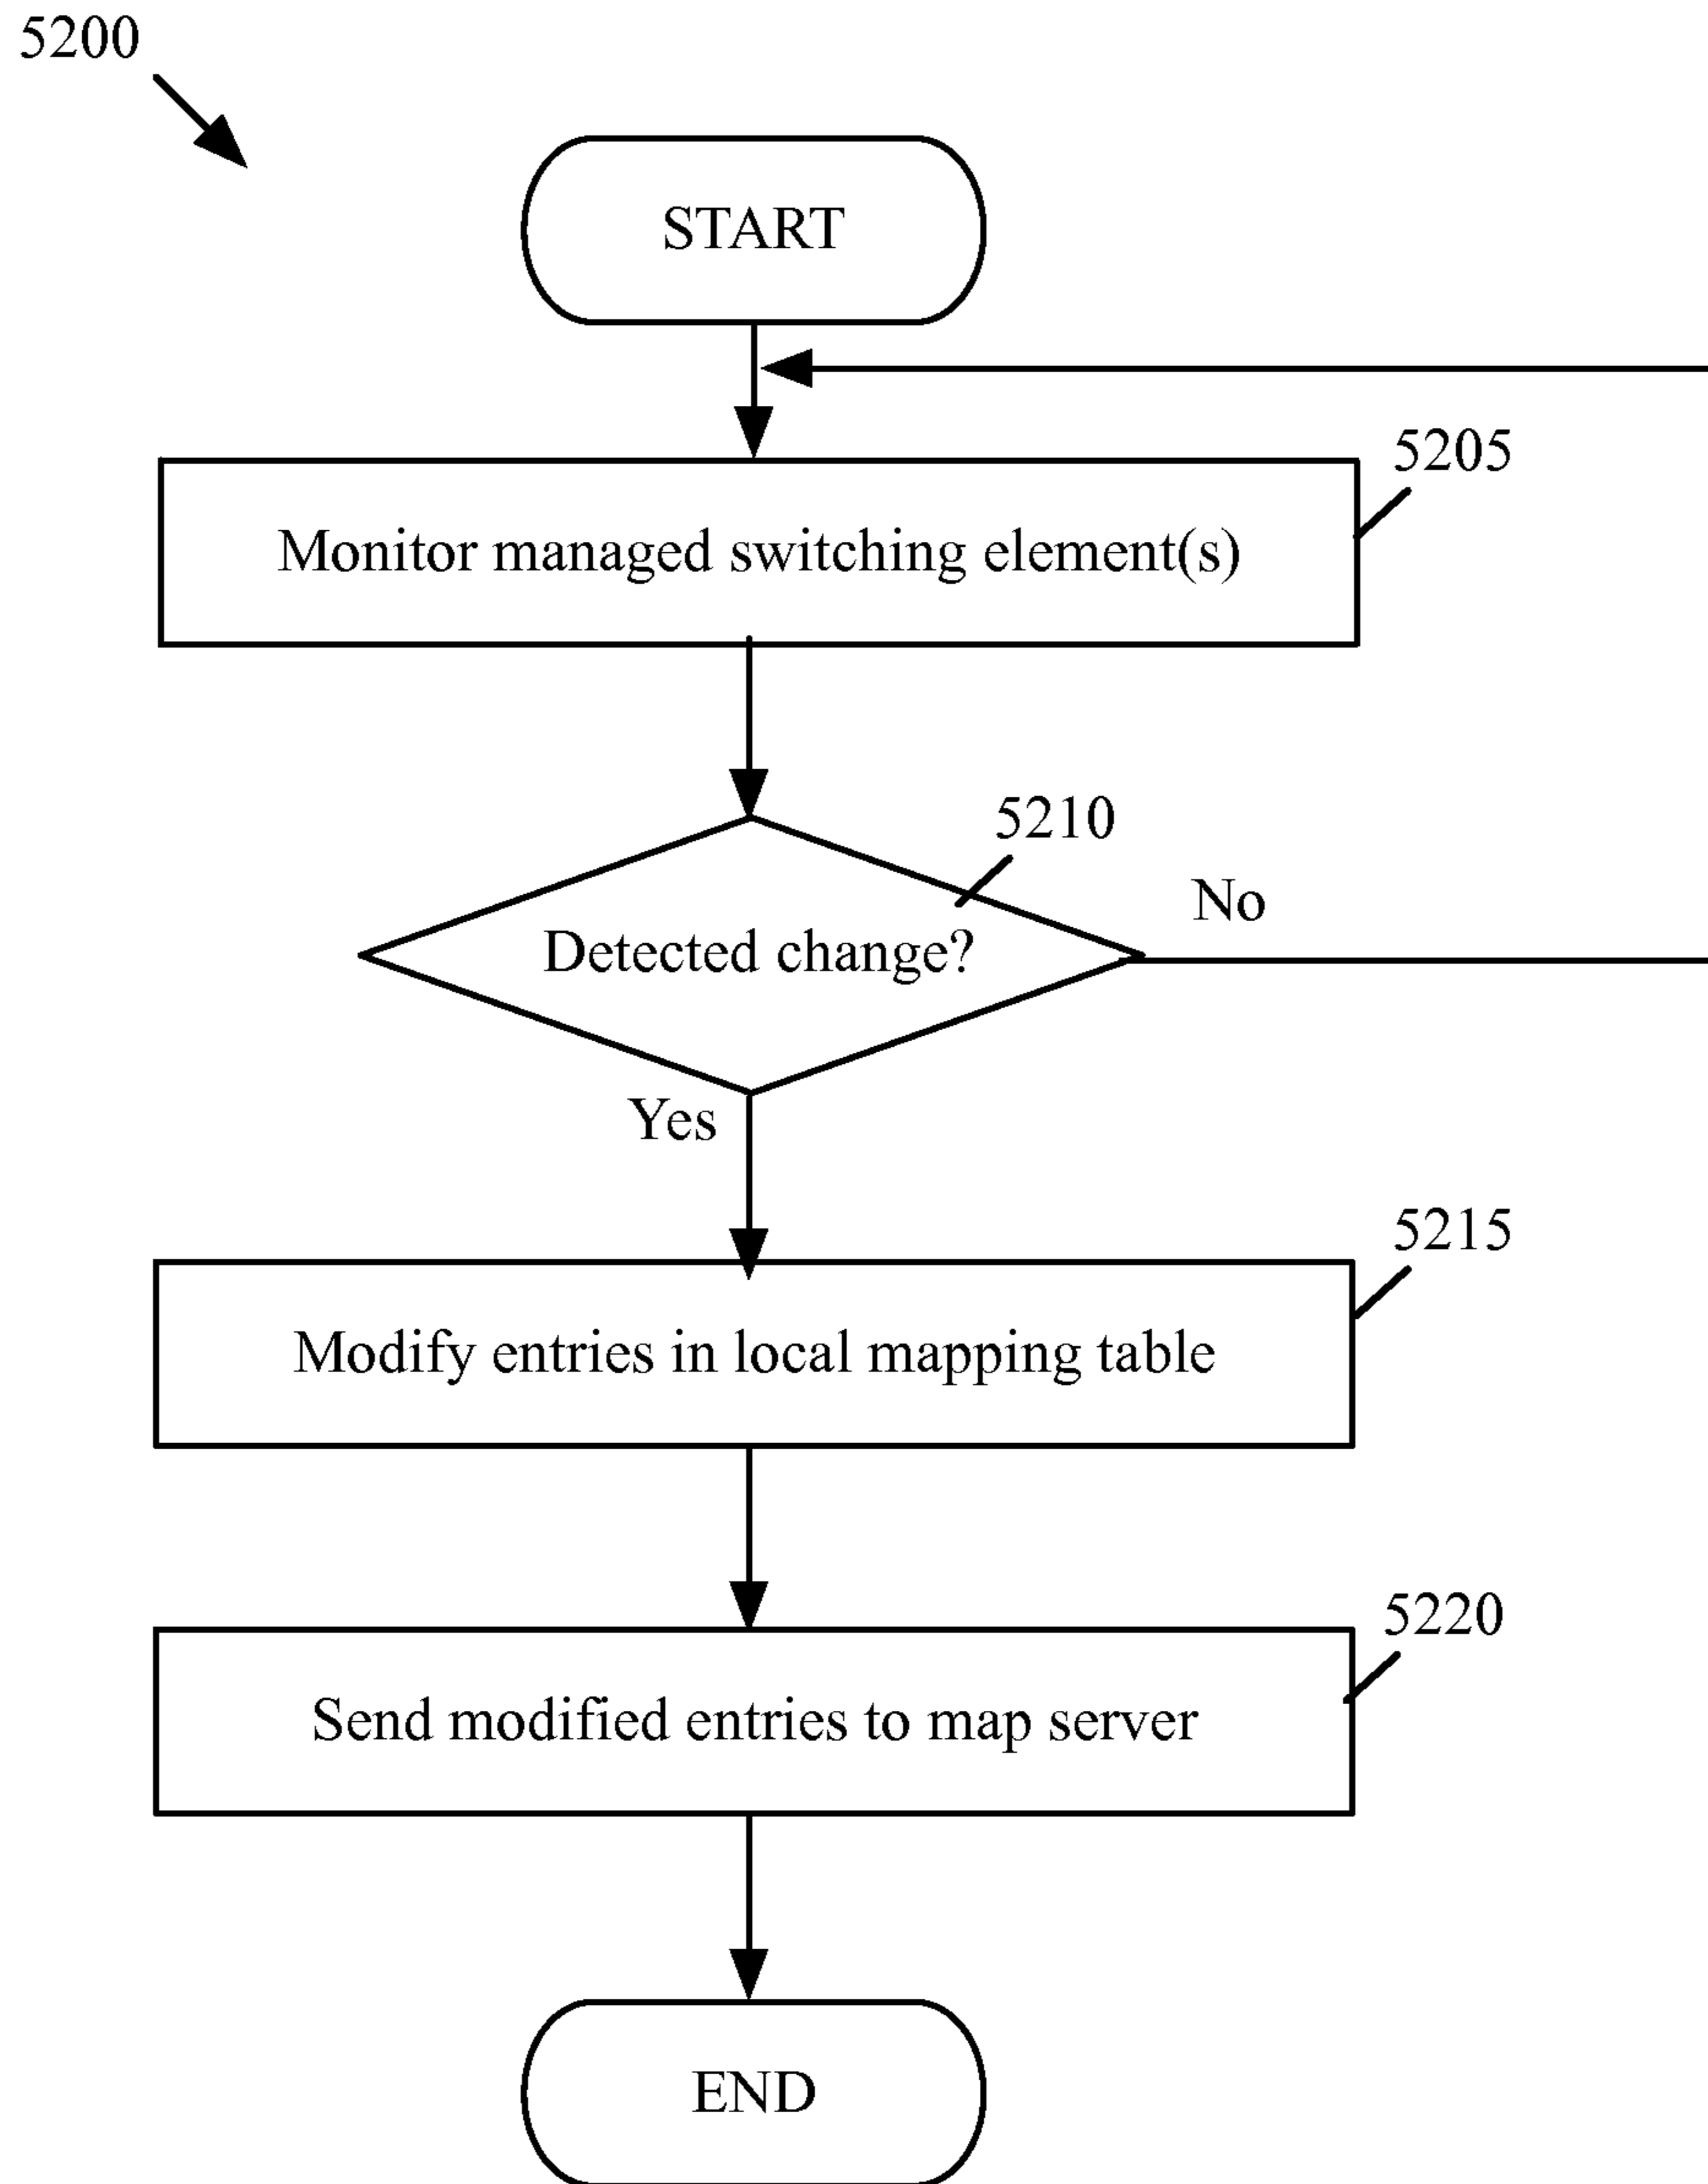 5200
START
5205
Monitor managed switching element(s)
5210
No
Detected change?
Yes
5215
Modify entries in local mapping table
5220
Send modified entries to map server
END